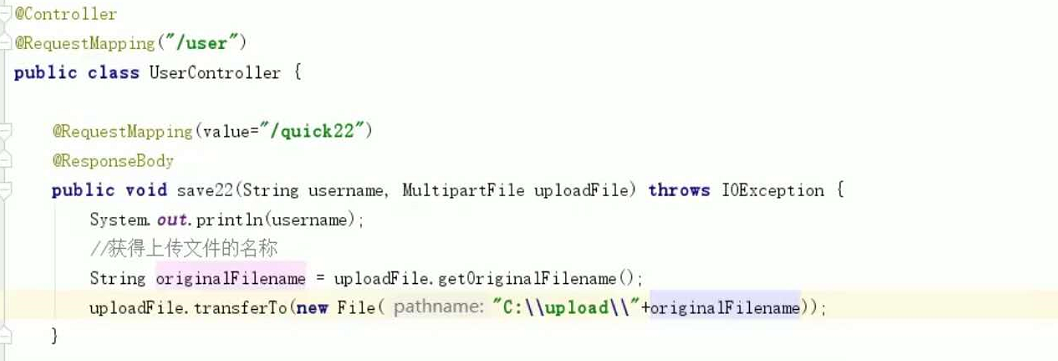 @Controller
@RequestMapping("/user")
public class UserController {
@RequestMapping(value="/quick22")
@ResponseBody
public void save22(String username, MultipartFile uploadFile) throws IOException {
System.out.println(username);
//获得上传文件的名称
String originalFilename = uploadFile.getOriginalFilename();
uploadFile.transferTo(new File( pathname: "C:\\upload\\"+originalFilename));
}